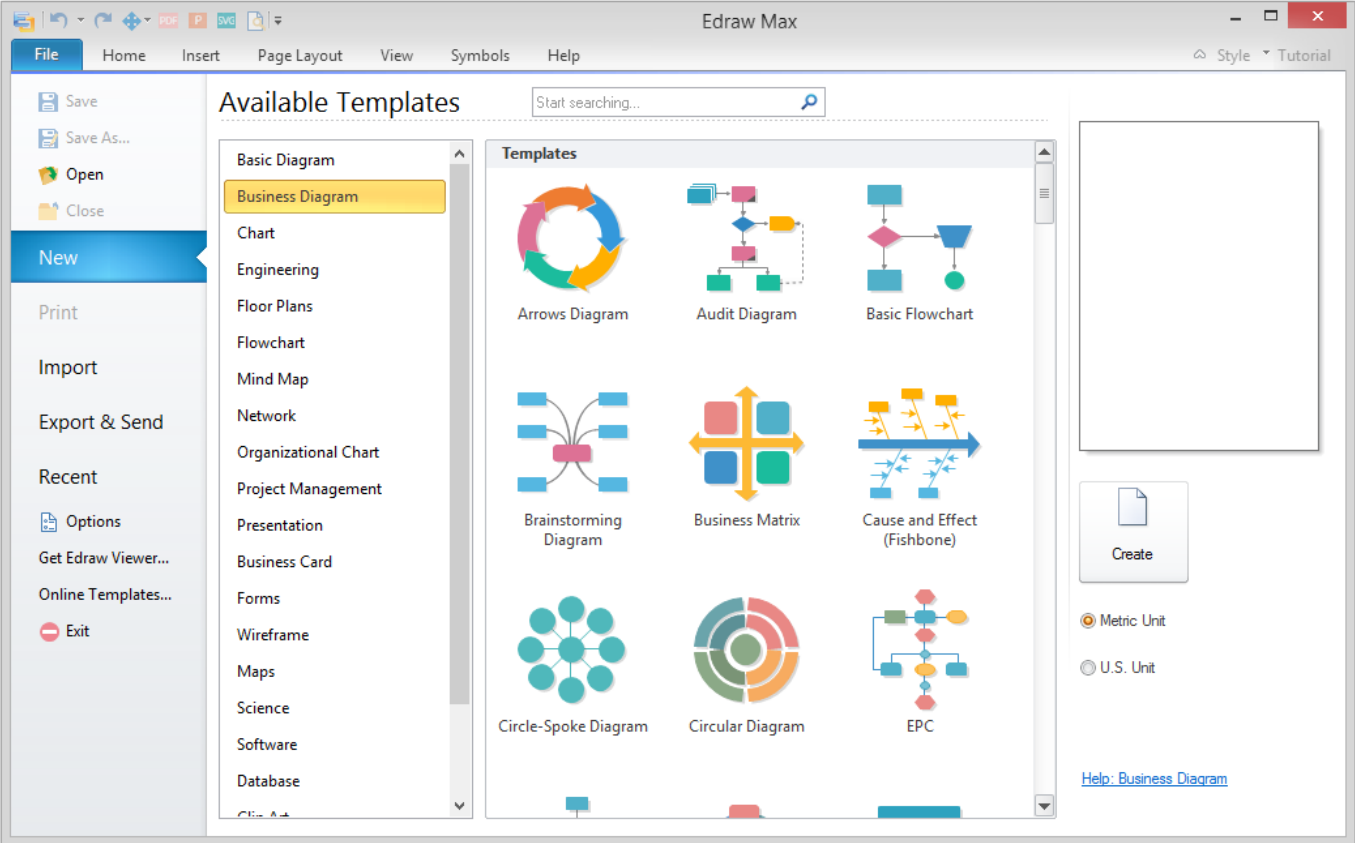 PDF
P
SVG
Edraw Max
File
Home
Insert
Page Layout
View
Symbols
Help
Style
Tutorial
Save
Save As...
Open
Close
New
Print
Import
Export & Send
Recent
Options
Get Edraw Viewer...
Online Templates...
Exit
Available Templates
Start searching...
Basic Diagram
Business Diagram
Chart
Engineering
Floor Plans
Flowchart
Mind Map
Network
Organizational Chart
Project Management
Presentation
Business Card
Forms
Wireframe
Maps
Science
Software
Database
Clip Art
Templates
Arrows Diagram
Audit Diagram
Basic Flowchart
Brainstorming
Diagram
Business Matrix
Cause and Effect
(Fishbone)
Circle-Spoke Diagram
Circular Diagram
EPC
Create
Metric Unit
U.S. Unit
Help: Business Diagram